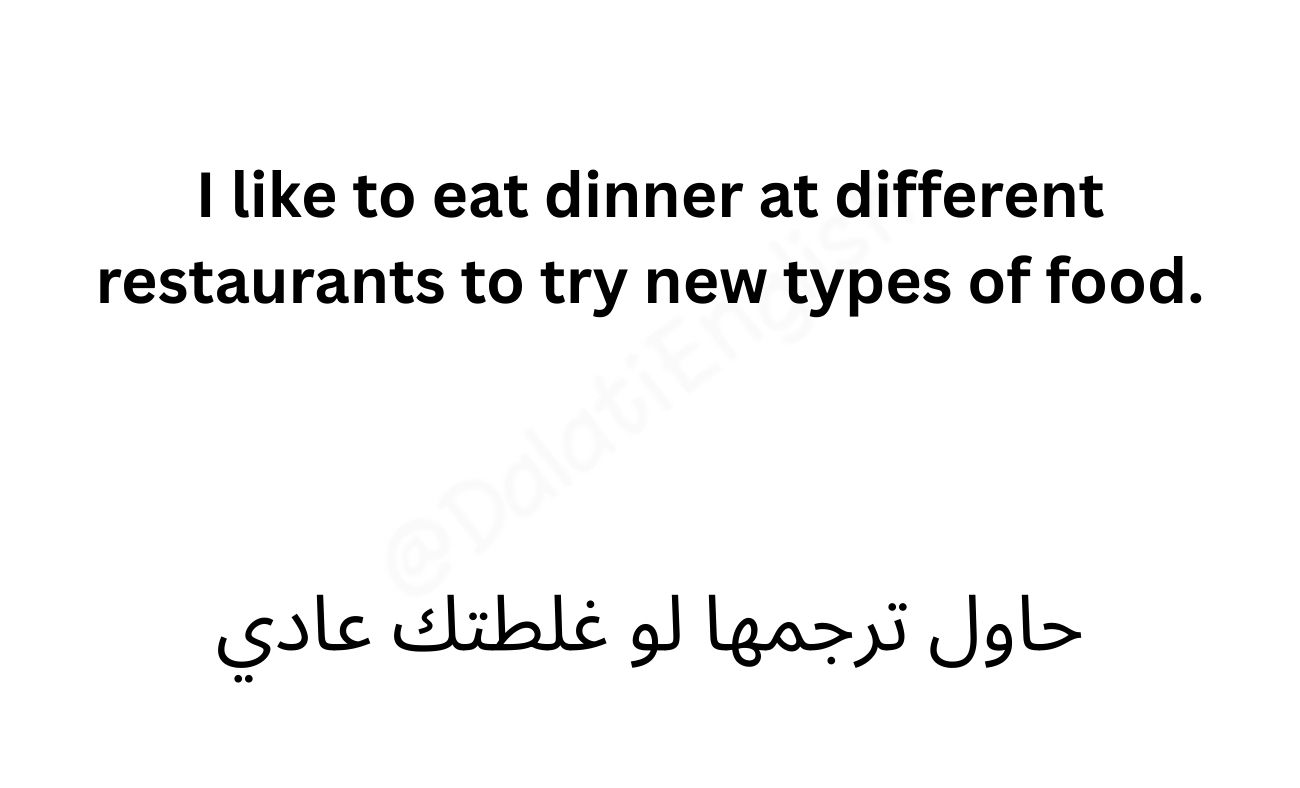 I like to eat dinner at different
restaurants to try new types of food.
@DalatiEnglish
حاول ترجمها لو غلطتك عادي